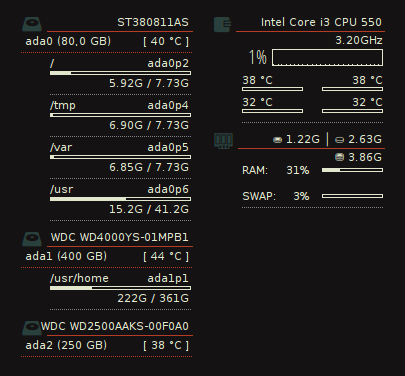 ST380811AS
ada0 (80,0 GB) [ 40 °C ]
/ ada0p2
5.92G / 7.73G
/tmp ada0p4
6.90G / 7.73G
/var ada0p5
6.85G / 7.73G
/usr ada0p6
15.2G / 41.2G
WDC WD4000YS-01MPB1
ada1 (400 GB) [ 44 °C ]
/usr/home ada1p1
222G / 361G
WDC WD2500AAKS-00F0A0
ada2 (250 GB) [ 38 °C ]
Intel Core i3 CPU 550
3.20GHz
1%
38 °C 38 °C
32 °C 32 °C
1.22G | 2.63G
3.86G
RAM: 31%
SWAP: 3%